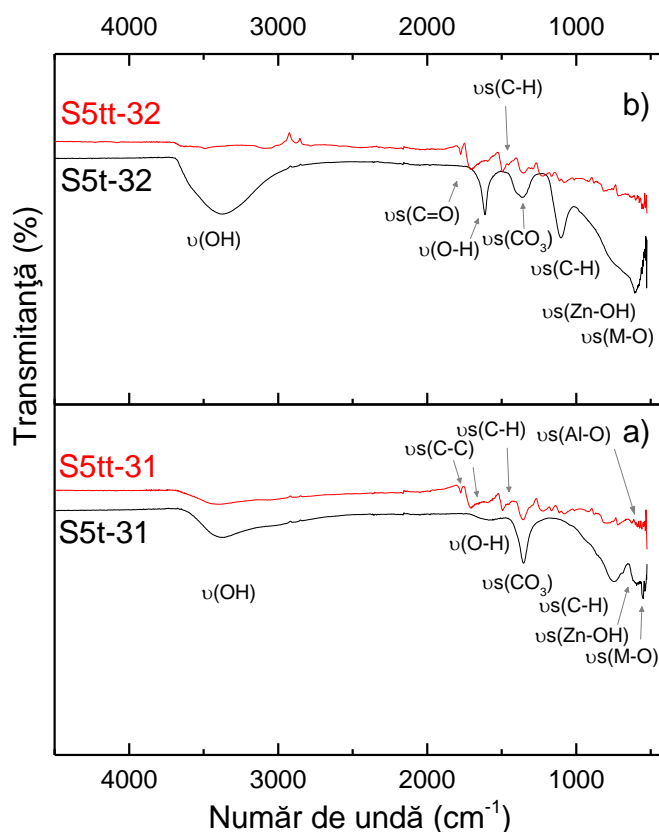 4000 3000 2000 1000
υs(C-H)
b)
S5tt-32
S5t-32
υs(C=O)
υ(OH)
υ(O-H)
υs(CO₃)
υs(C-H)
υs(Zn-OH)
υs(M-O)
Transmitanţă (%)
a)
υs(C-H)
υs(Al-O)
υs(C-C)
S5tt-31
S5t-31
υ(O-H)
υs(CO₃)
υ(OH)
υs(C-H)
υs(Zn-OH)
υs(M-O)
4000 3000 2000 1000
Număr de undă (cm⁻¹)